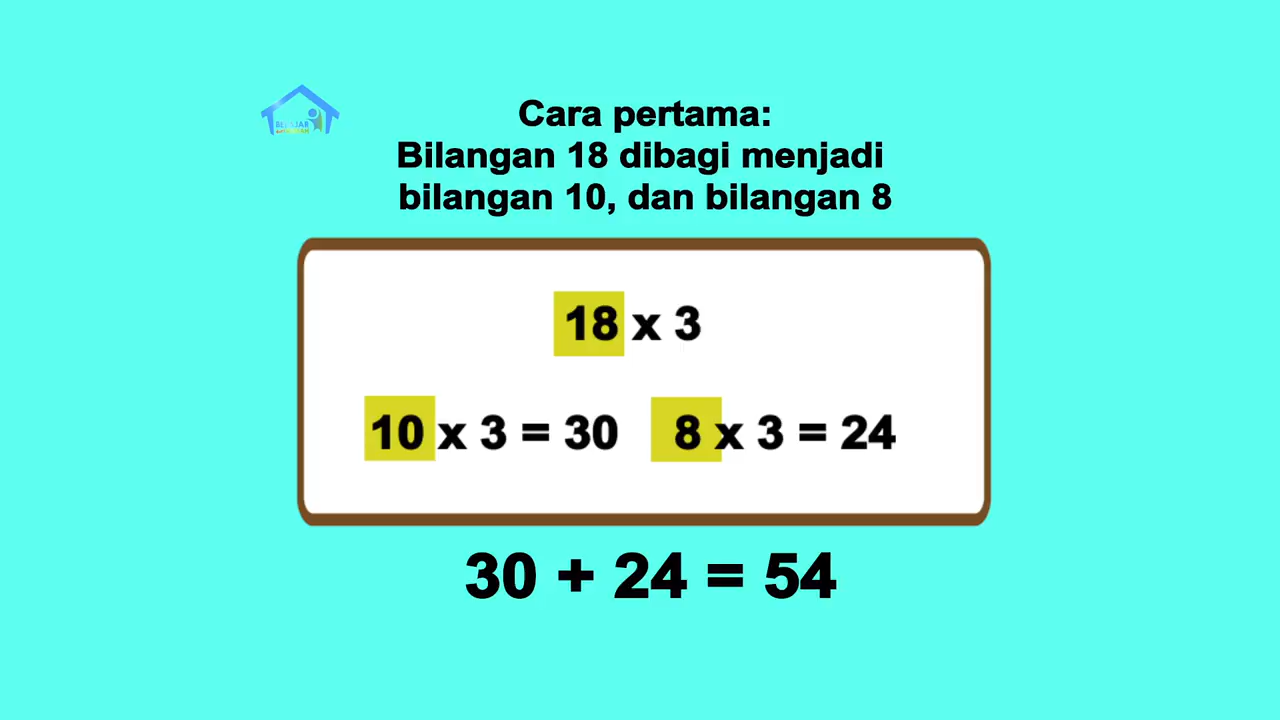 BELAJAR
Cara pertama:
Bilangan 18 dibagi menjadi
bilangan 10, dan bilangan 8
18 x 3
10 x 3 = 30 8 x 3 = 24
30 + 24 = 54